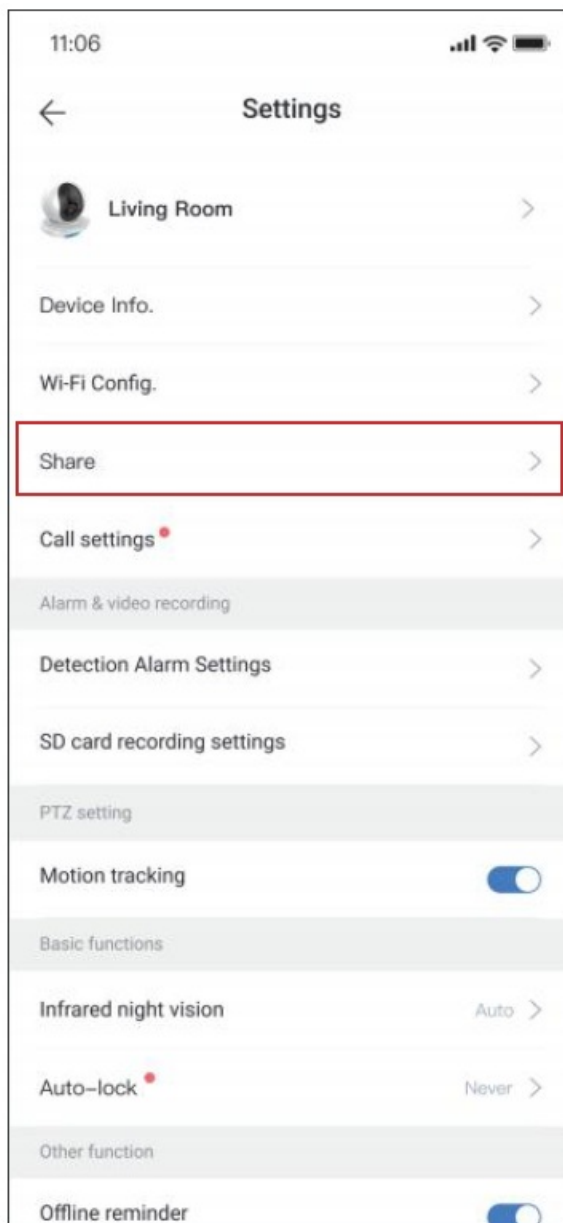 11:06
Settings
Living Room
Device Info.
Wi-Fi Config.
Share
Call settings
Alarm & video recording
Detection Alarm Settings
SD card recording settings
PTZ setting
Motion tracking
Basic functions
Infrared night vision Auto
Auto-lock Never
Other function
Offline reminder